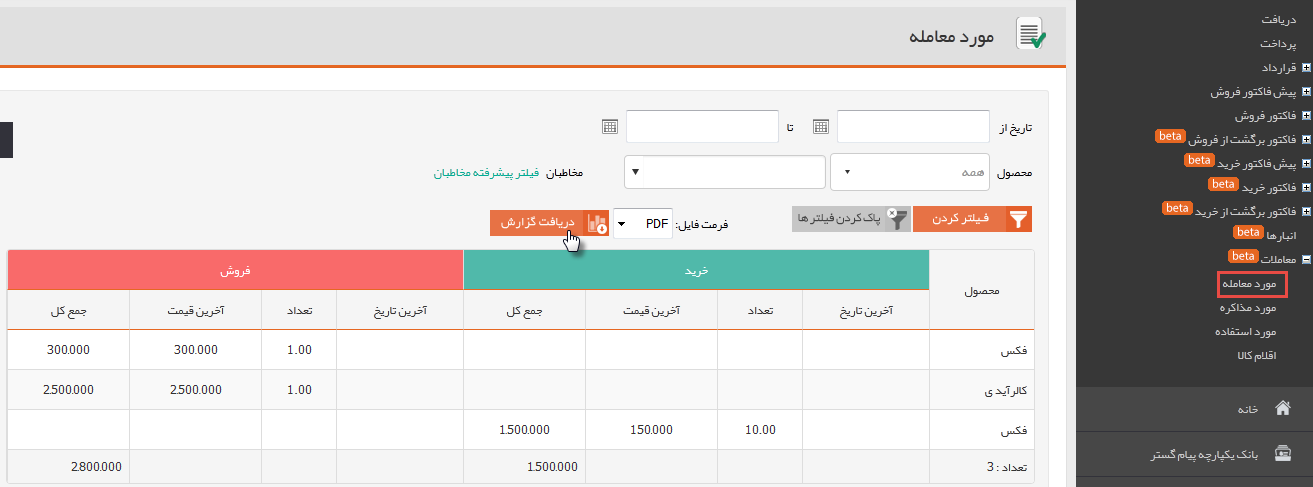 دریافت
پرداخت
قرارداد
پیش فاکتور فروش
فاکتور فروش
فاکتور برگشت از فروش beta
پیش فاکتور خرید beta
فاکتور خرید beta
فاکتور برگشت از خرید beta
انبارها beta
معاملات beta
مورد معامله
مورد مذاکره
مورد استفاده
اقلام کالا
خانه
بانک یکپارچه پیام گستر
مورد معامله
تاریخ از تا
محصول همه مخاطبان فیلتر پیشرفته مخاطبان
فیلتر کردن پاک کردن فیلتر ها فرمت فایل: PDF دریافت گزارش
محصول خرید فروش
آخرین تاریخ تعداد آخرین قیمت جمع کل آخرین تاریخ تعداد آخرین قیمت جمع کل
فکس 1.00 300.000 300.000
کالرآید ی 1.00 2.500.000 2.500.000
فکس 10.00 150.000 1.500.000
تعداد : 3 1.500.000 2.800.000